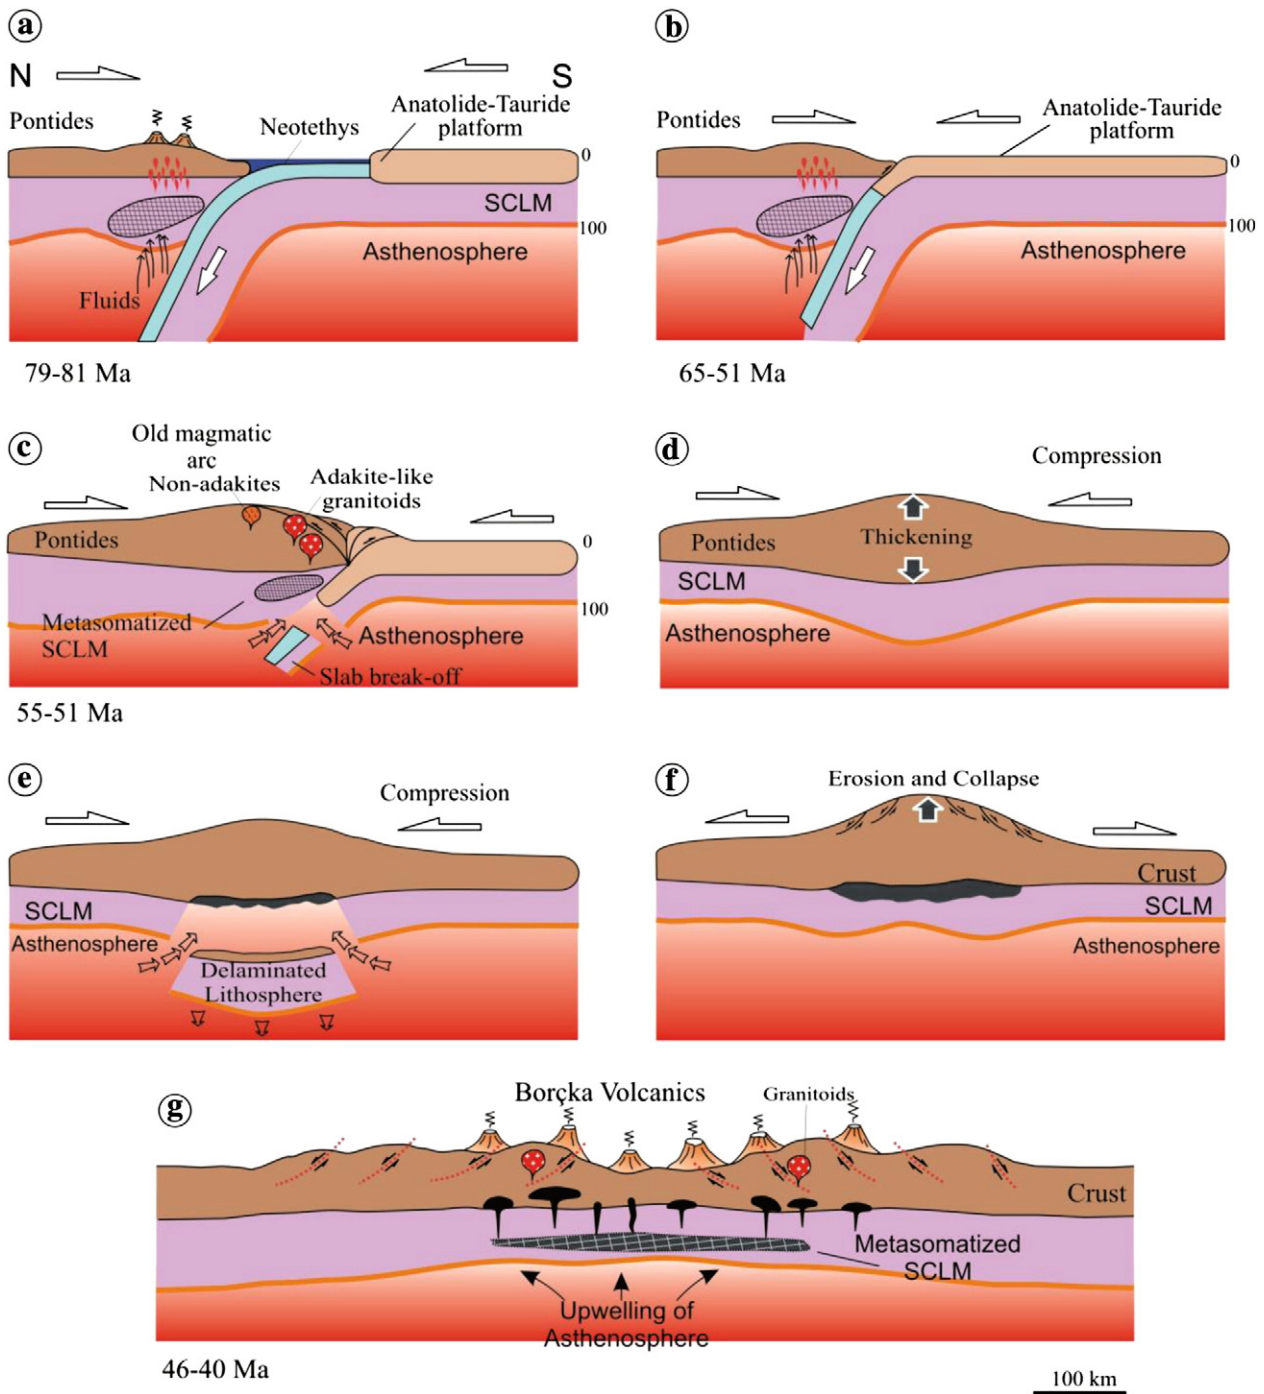 a
N
S
Pontides
Neotethys
Anatolide-Tauride
platform
0
SCLM
100
Asthenosphere
Fluids
79-81 Ma
b
Pontides
Anatolide-Tauride
platform
0
SCLM
100
Asthenosphere
65-51 Ma
c
Old magmatic
arc
Non-adakites
Adakite-like
granitoids
Pontides
0
100
Metasomatized
SCLM
Asthenosphere
Slab break-off
55-51 Ma
d
Compression
Pontides
Thickening
SCLM
Asthenosphere
e
Compression
SCLM
Asthenosphere
Delaminated
Lithosphere
f
Erosion and Collapse
Crust
SCLM
Asthenosphere
g
Borçka Volcanics
Granitoids
Crust
Metasomatized
SCLM
Upwelling of
Asthenosphere
46-40 Ma
100 km